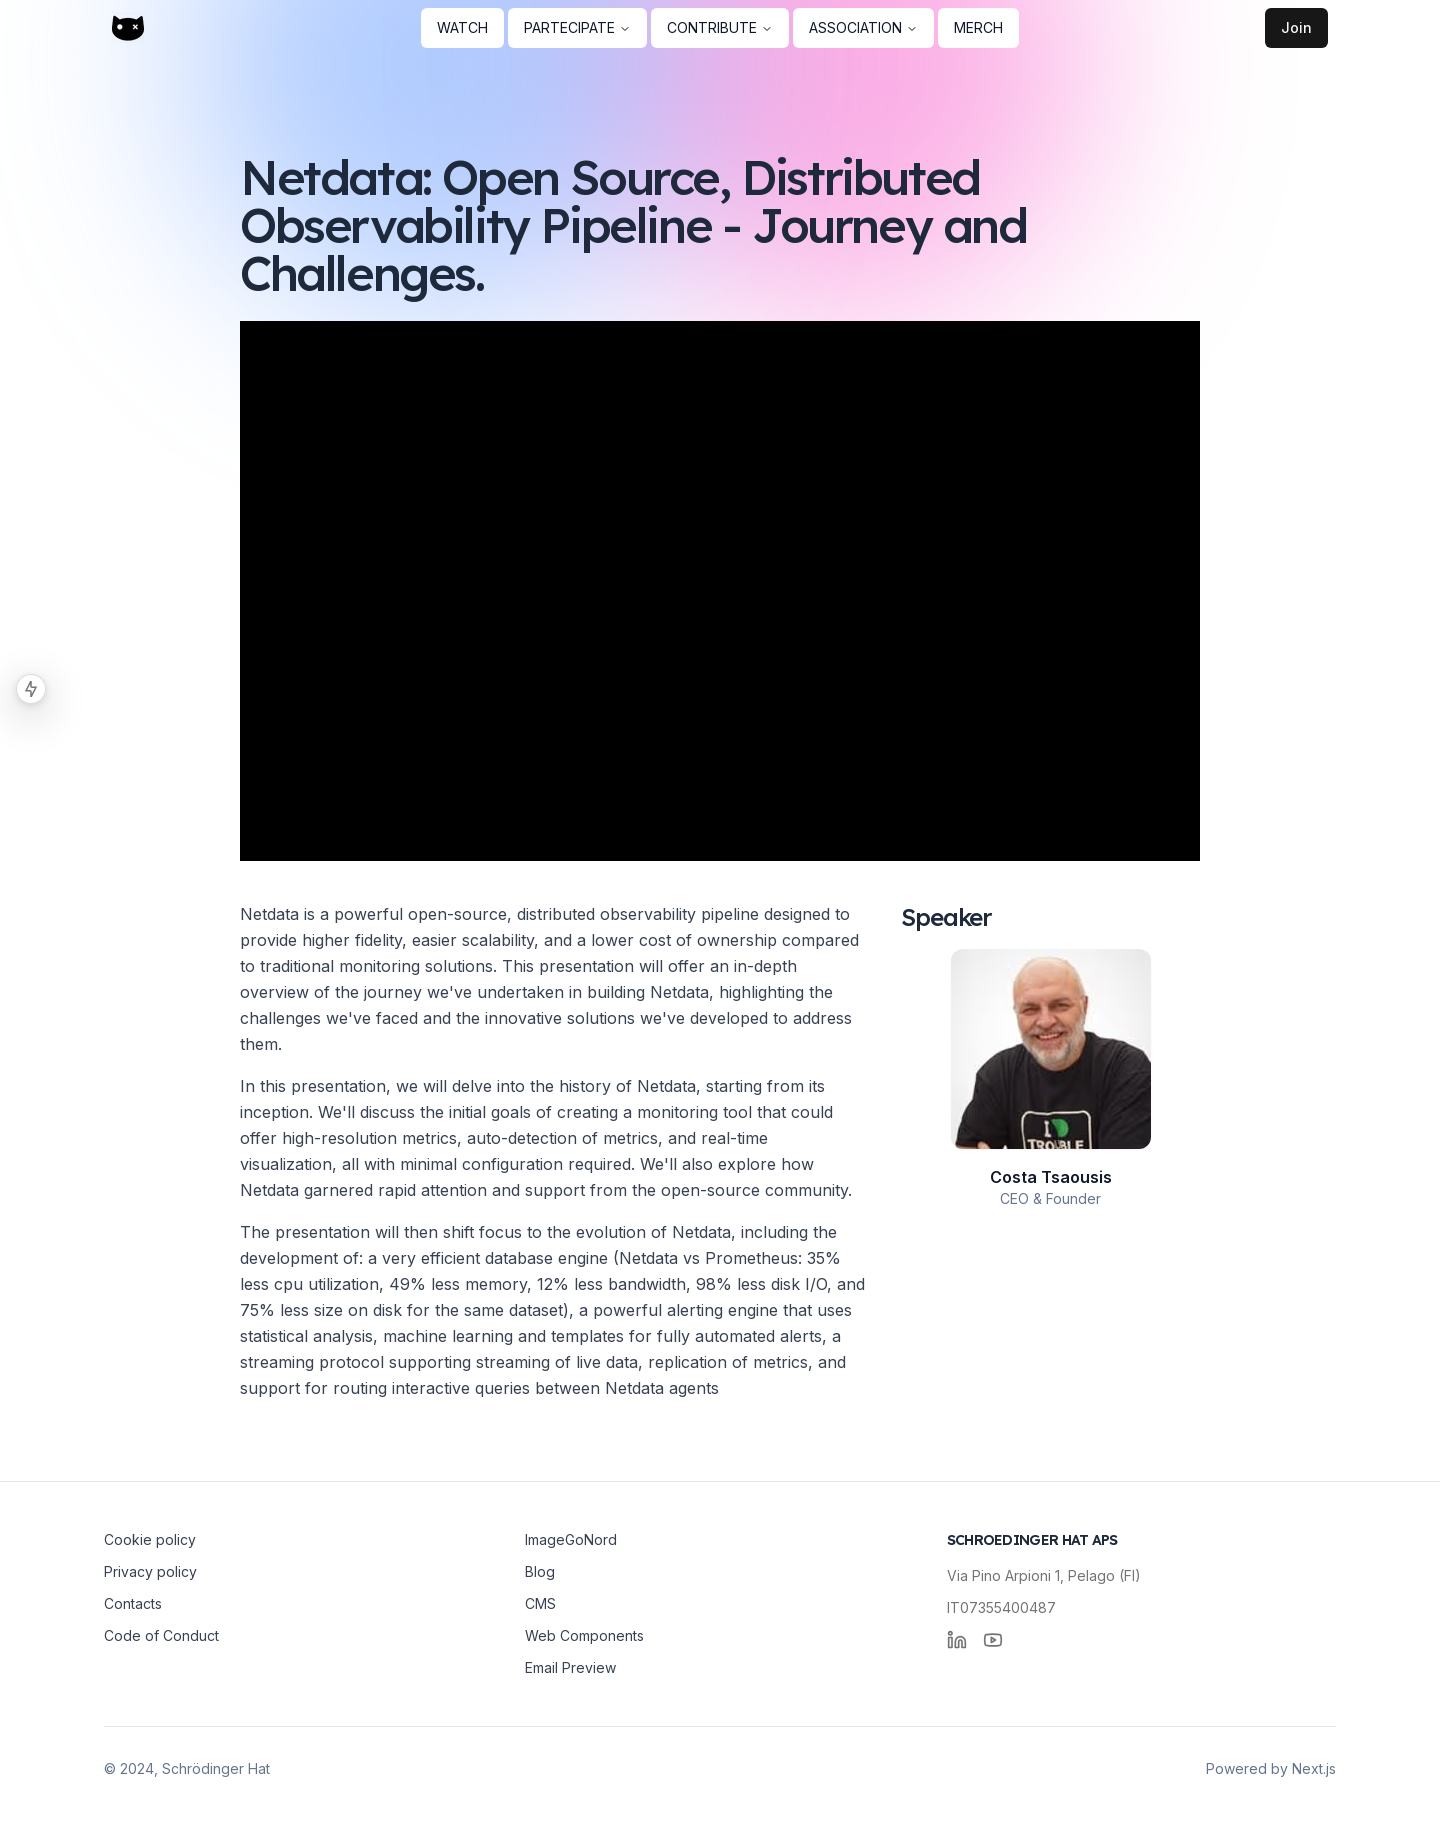 WATCH
PARTECIPATE
CONTRIBUTE
ASSOCIATION
MERCH
Join
Netdata: Open Source, Distributed
Observability Pipeline - Journey and
Challenges.
Netdata is a powerful open-source, distributed observability pipeline designed to
provide higher fidelity, easier scalability, and a lower cost of ownership compared
to traditional monitoring solutions. This presentation will offer an in-depth
overview of the journey we've undertaken in building Netdata, highlighting the
challenges we've faced and the innovative solutions we've developed to address
them.
In this presentation, we will delve into the history of Netdata, starting from its
inception. We'll discuss the initial goals of creating a monitoring tool that could
offer high-resolution metrics, auto-detection of metrics, and real-time
visualization, all with minimal configuration required. We'll also explore how
Netdata garnered rapid attention and support from the open-source community.
The presentation will then shift focus to the evolution of Netdata, including the
development of: a very efficient database engine (Netdata vs Prometheus: 35%
less cpu utilization, 49% less memory, 12% less bandwidth, 98% less disk I/O, and
75% less size on disk for the same dataset), a powerful alerting engine that uses
statistical analysis, machine learning and templates for fully automated alerts, a
streaming protocol supporting streaming of live data, replication of metrics, and
support for routing interactive queries between Netdata agents
Speaker
I
TROUBLE
Costa Tsaousis
CEO & Founder
Cookie policy
Privacy policy
Contacts
Code of Conduct
ImageGoNord
Blog
CMS
Web Components
Email Preview
SCHROEDINGER HAT APS
Via Pino Arpioni 1, Pelago (FI)
IT07355400487
© 2024, Schrödinger Hat
Powered by Next.js